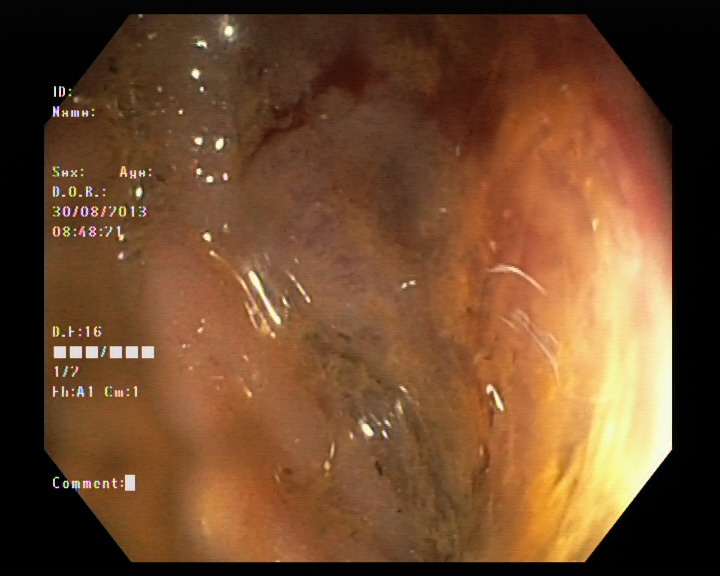 ID:
Name:
Sex: Age:
D.O.B.:
30/08/2013
08:48:21
D.F:16
■■■/■■■
1/2
Eh:A1 Cm:1
Comment: